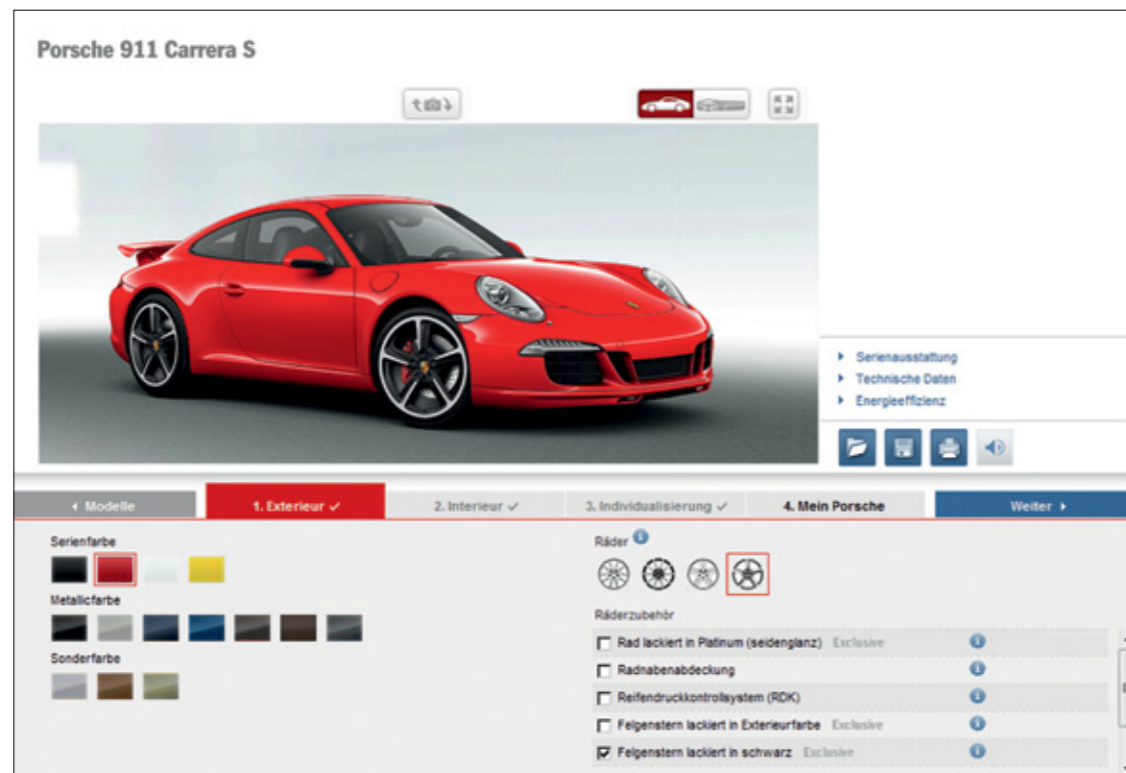 Porsche 911 Carrera S
Serienausstattung
Technische Daten
Energieeffizienz
Modelle
1. Exterieur ✓
2. Interieur ✓
3. Individualisierung ✓
4. Mein Porsche
Weiter
Serienfarbe
Metallicfarbe
Sonderfarbe
Räder
Räderzubehör
Rad lackiert in Platinum (seidenglanz) Exclusive
Radnabenabdeckung
Reifendruckkontrollsystem (RDK)
Felgenstern lackiert in Exterieurfarbe Exclusive
Felgenstern lackiert in schwarz Exclusive